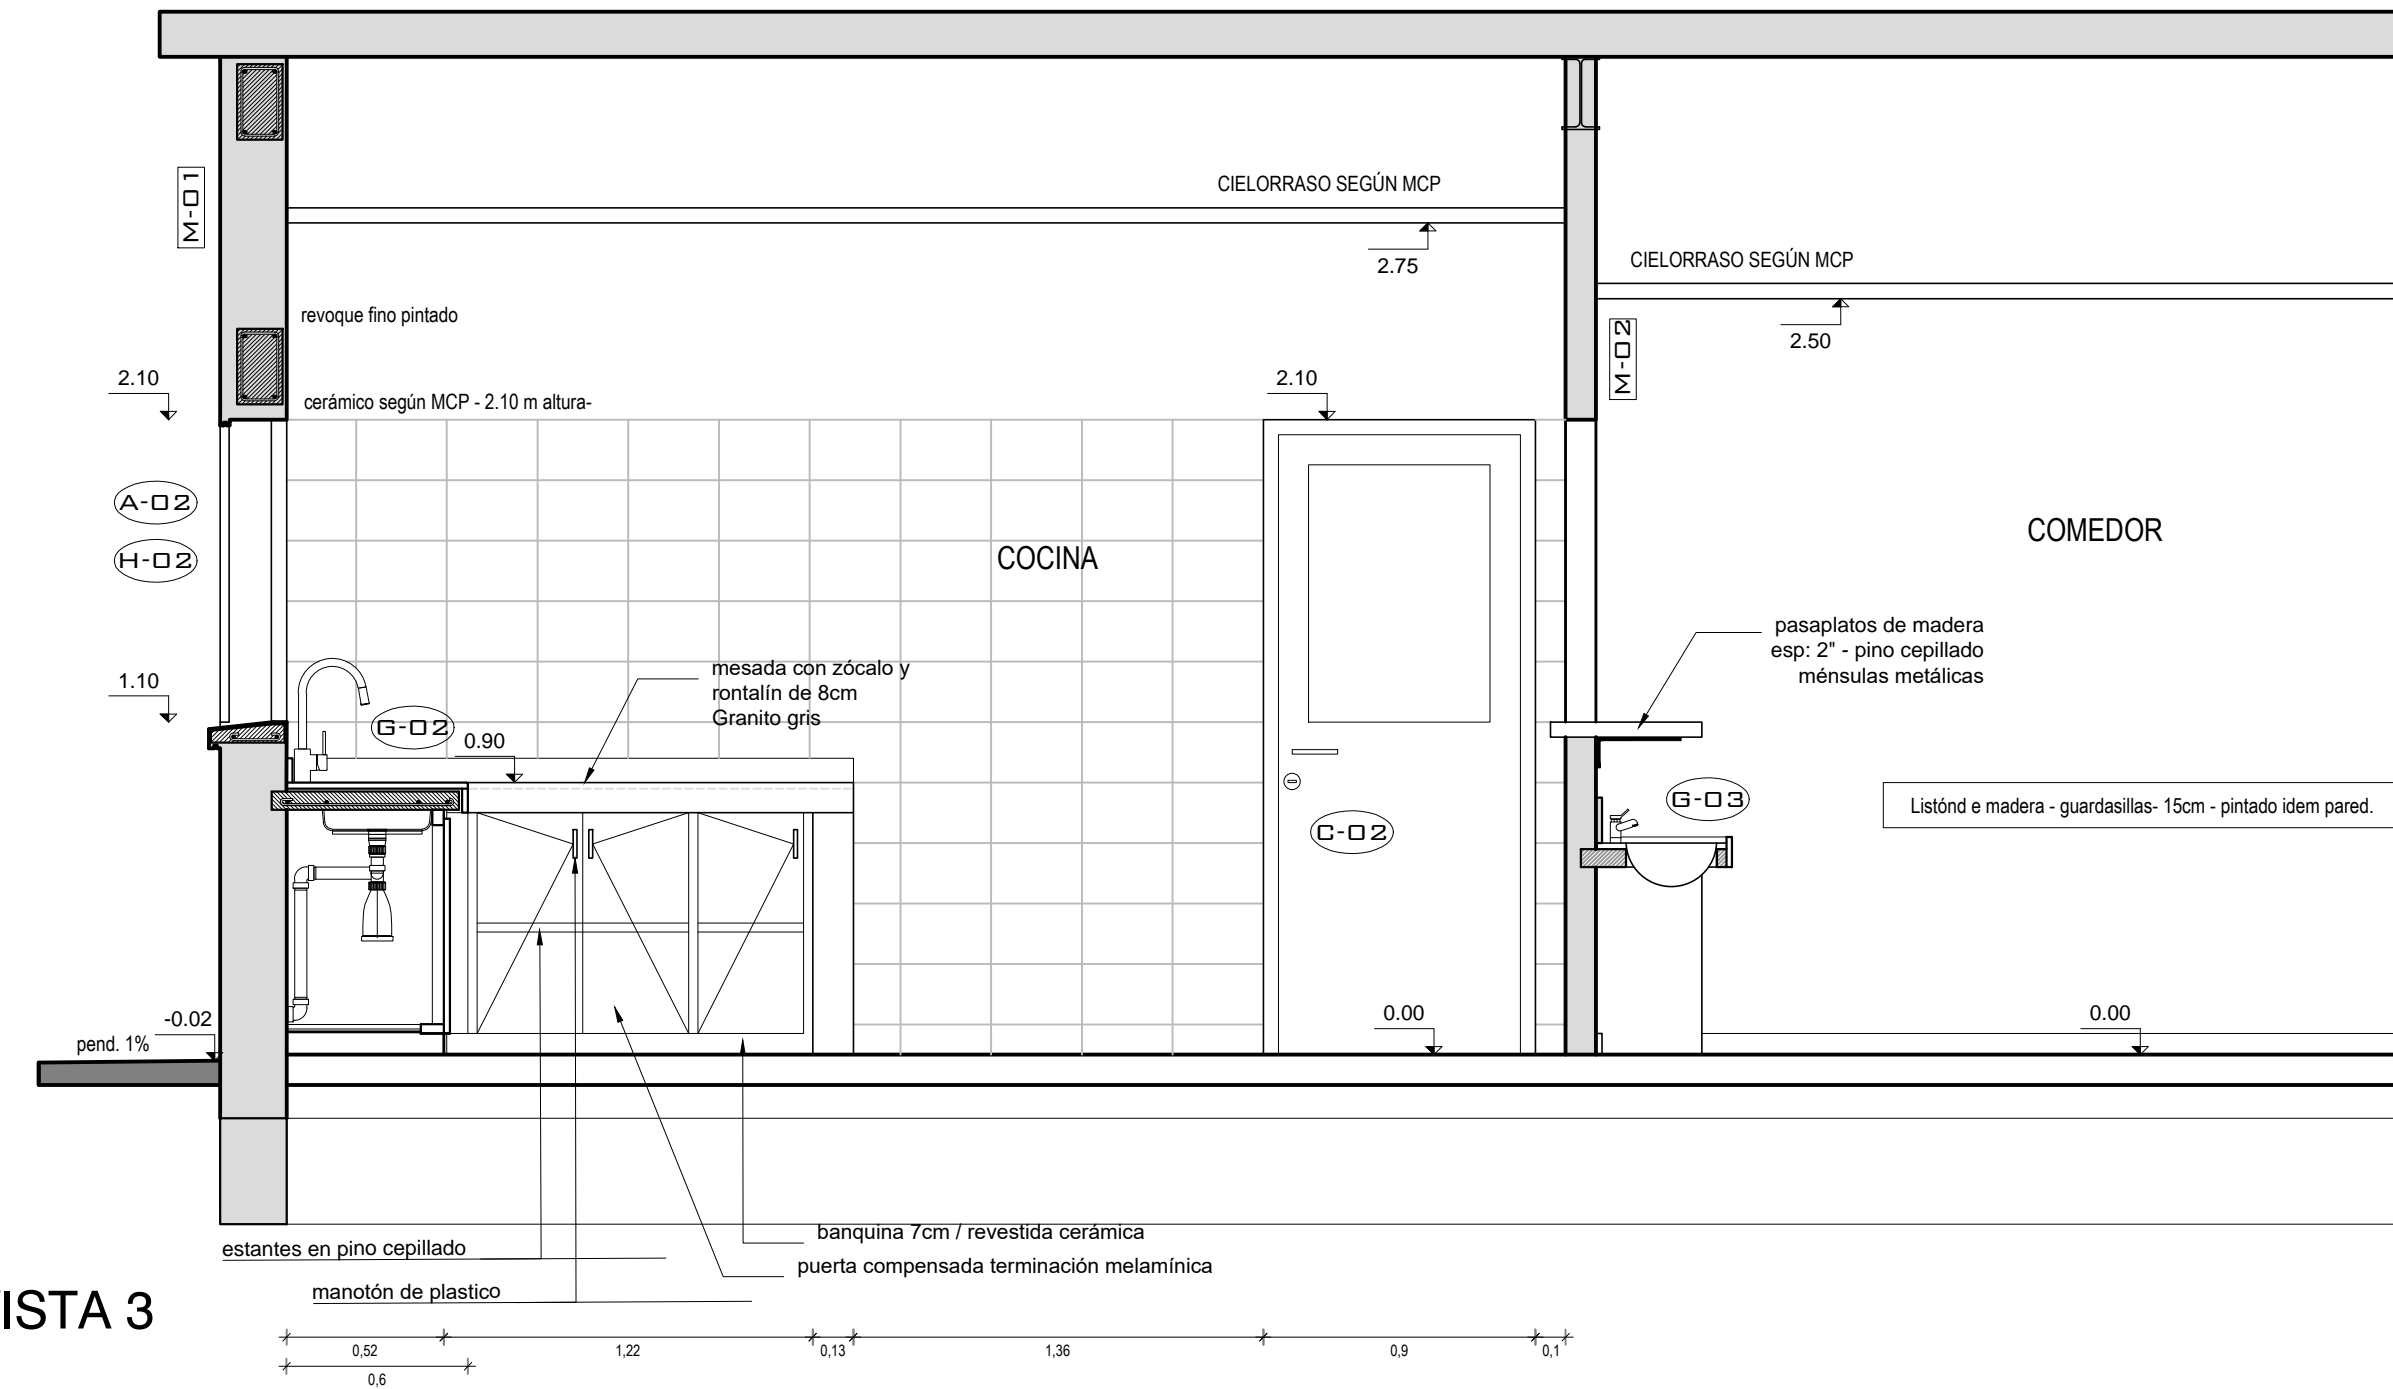 CIELORRASO SEGÚN MCP
M-01
2.75
CIELORRASO SEGÚN MCP
revoque fino pintado
M-02
2.50
2.10
2.10
cerámico según MCP - 2.10 m altura-
A-02
COMEDOR
H-02
COCINA
pasaplatos de madera
esp: 2" - pino cepillado
ménsulas metálicas
1.10
mesada con zócalo y
rontalín de 8cm
Granito gris
G-02
0.90
G-03
Listónd e madera - guardasillas- 15cm - pintado idem pared.
C-02
-0.02
0.00
0.00
pend. 1%
banquina 7cm / revestida cerámica
estantes en pino cepillado
puerta compensada terminación melamínica
manotón de plastico
ISTA 3
0,52
1,22
0,13
1,36
0,9
0,1
0,6